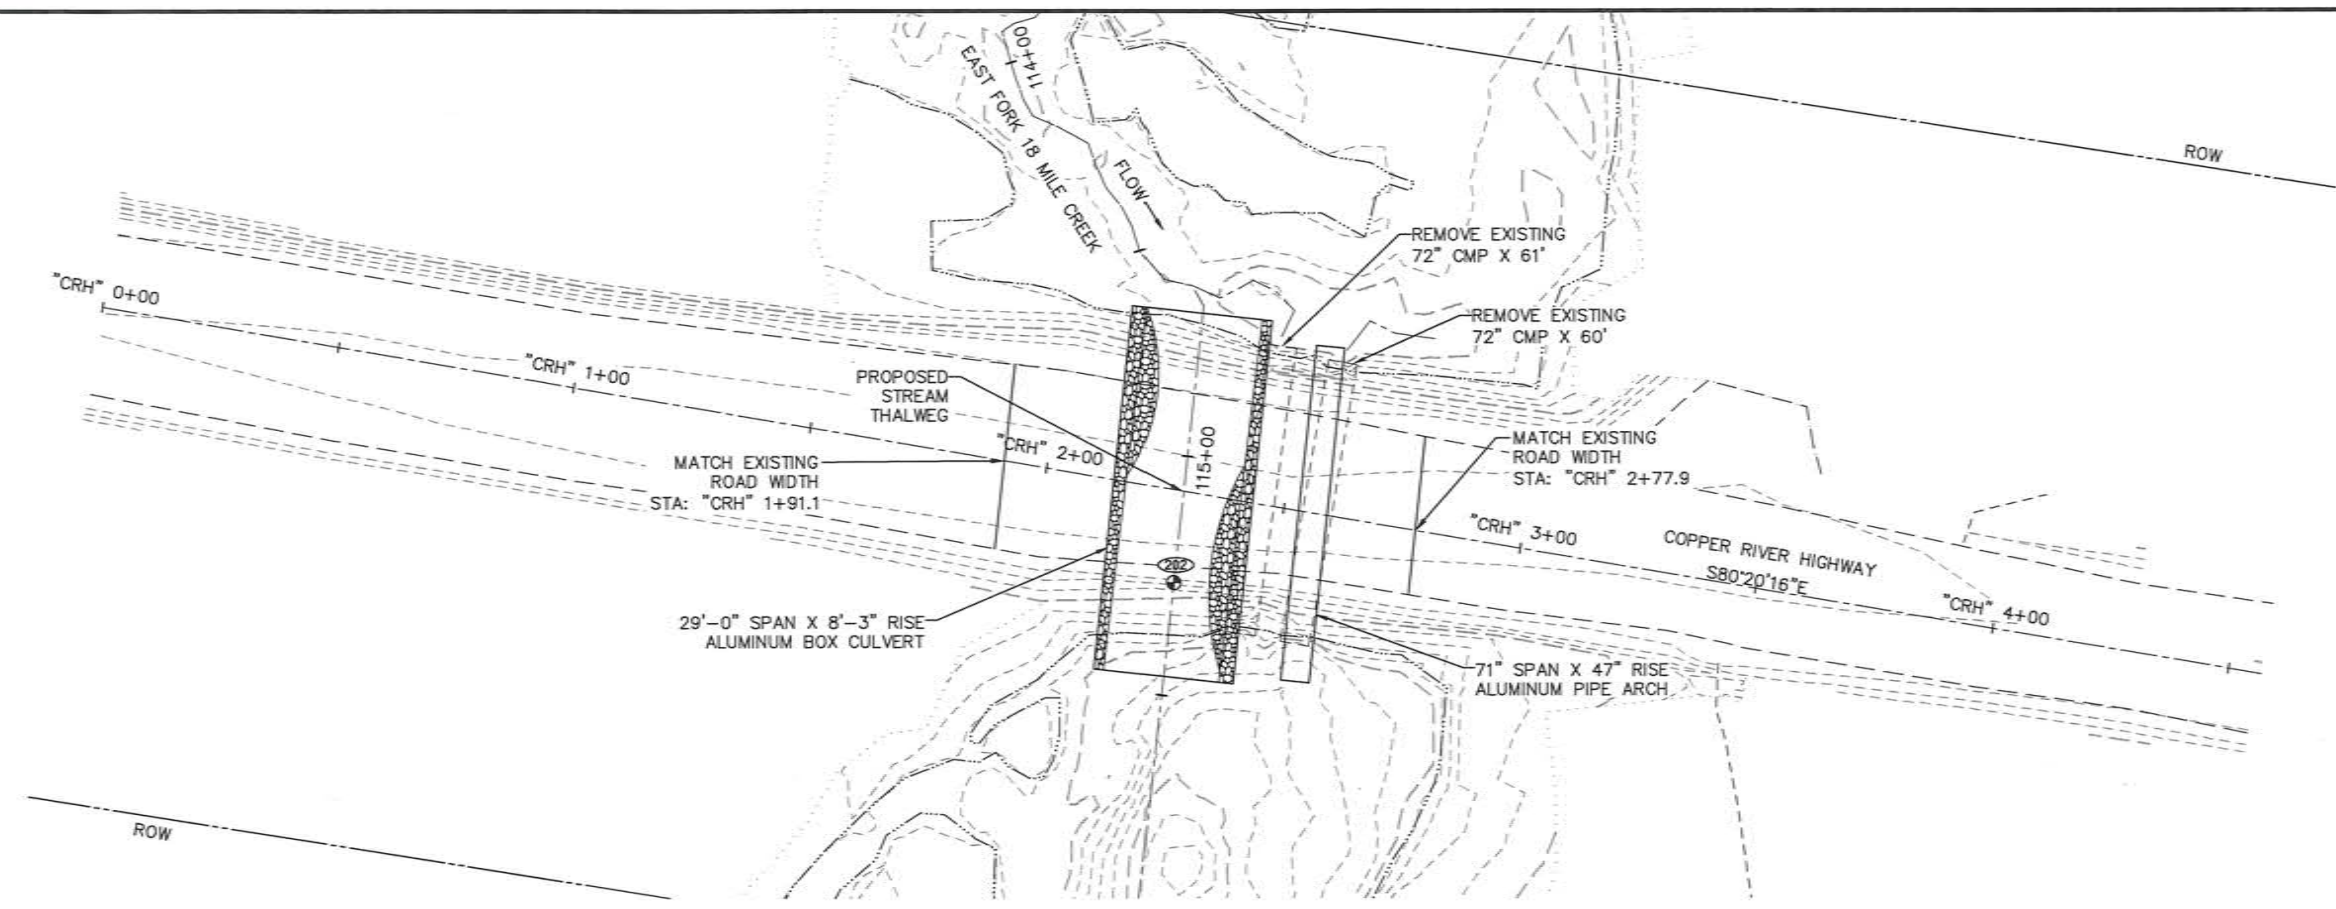 114+00
EAST FORK 18 MILE CREEK
FLOW
ROW
REMOVE EXISTING
72" CMP X 61'
"CRH" 0+00
REMOVE EXISTING
72" CMP X 60'
"CRH" 1+00
PROPOSED
STREAM
THALWEG
"CRH" 2+00
115+00
MATCH EXISTING
ROAD WIDTH
STA: "CRH" 1+91.1
MATCH EXISTING
ROAD WIDTH
STA: "CRH" 2+77.9
"CRH" 3+00
COPPER RIVER HIGHWAY
S80°20'16"E
202
"CRH" 4+00
29'-0" SPAN X 8'-3" RISE
ALUMINUM BOX CULVERT
71" SPAN X 47" RISE
ALUMINUM PIPE ARCH
ROW